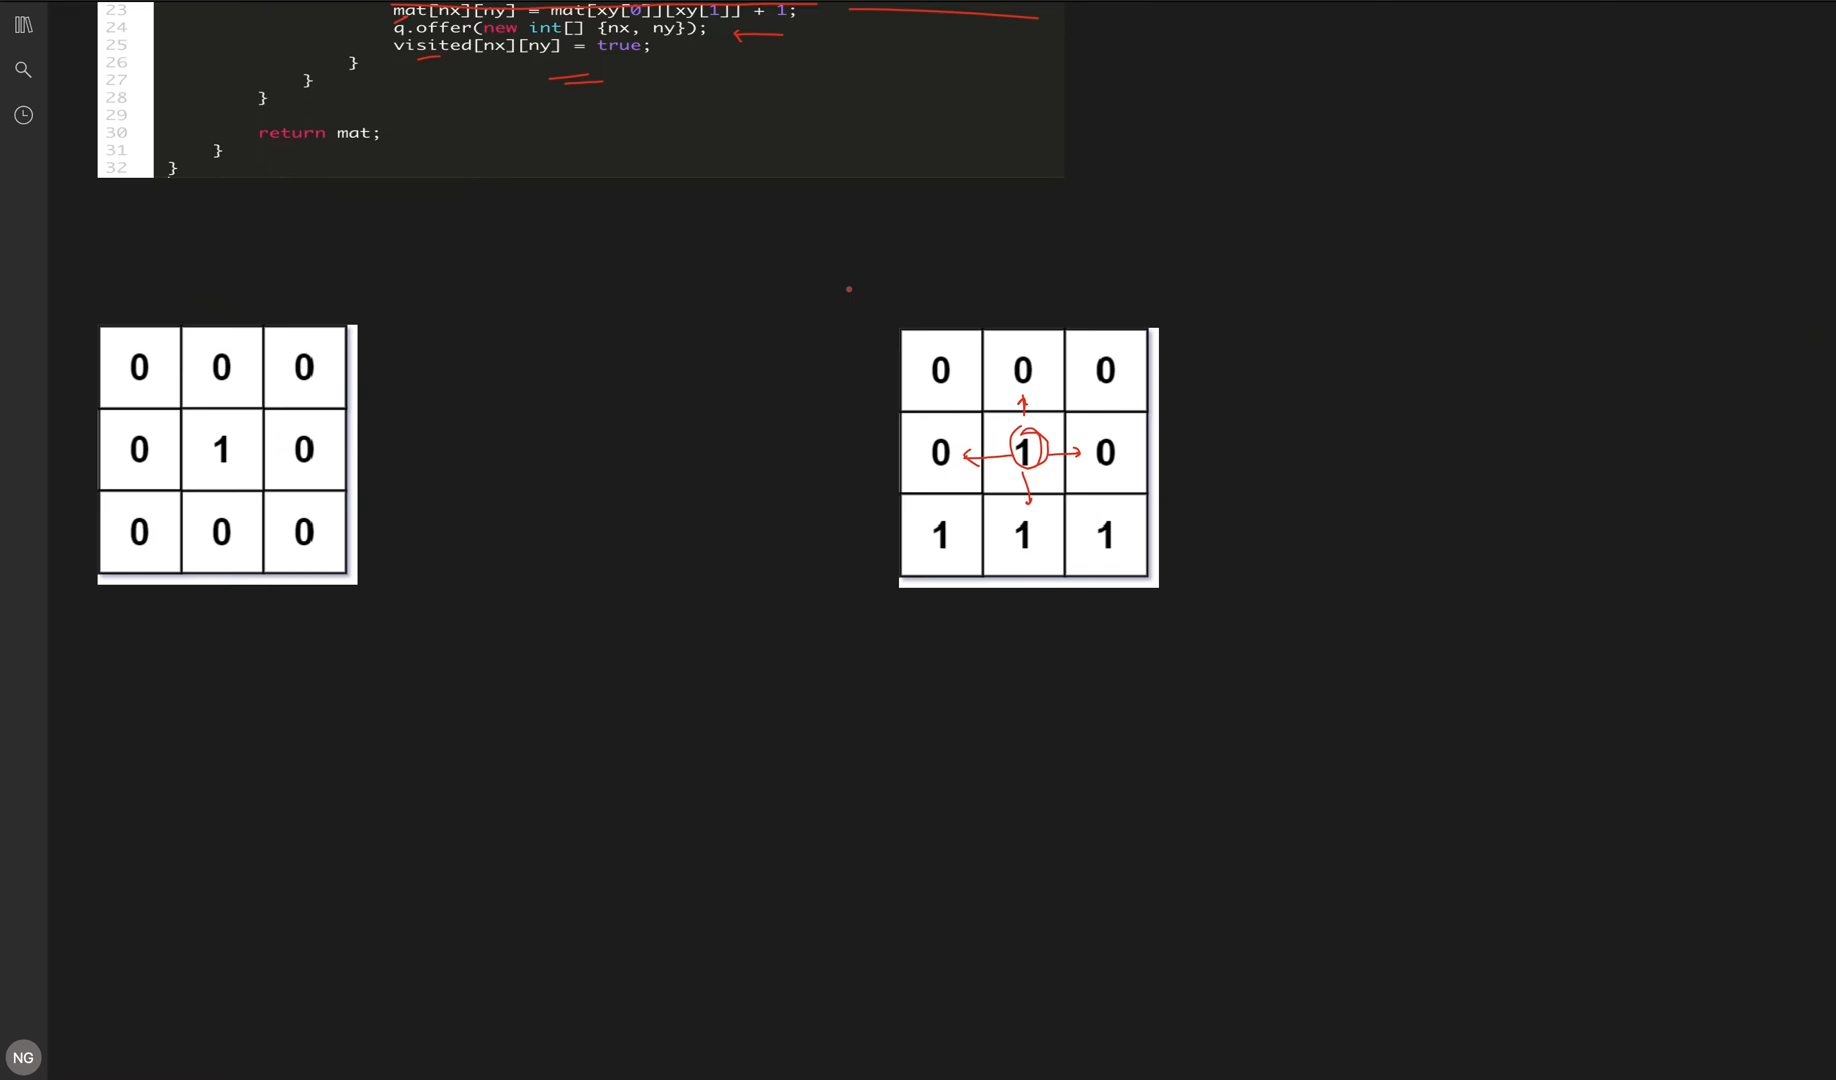 23 mat[nx][ny] = mat[xy[0]][xy[1]] + 1;
24 q.offer(new int[] {nx, ny});
25 visited[nx][ny] = true;
26 }
27 }
28 }
29
30 return mat;
31 }
32 }
0 0 0
0 1 0
0 0 0
0 0 0
0 1 0
1 1 1
NG